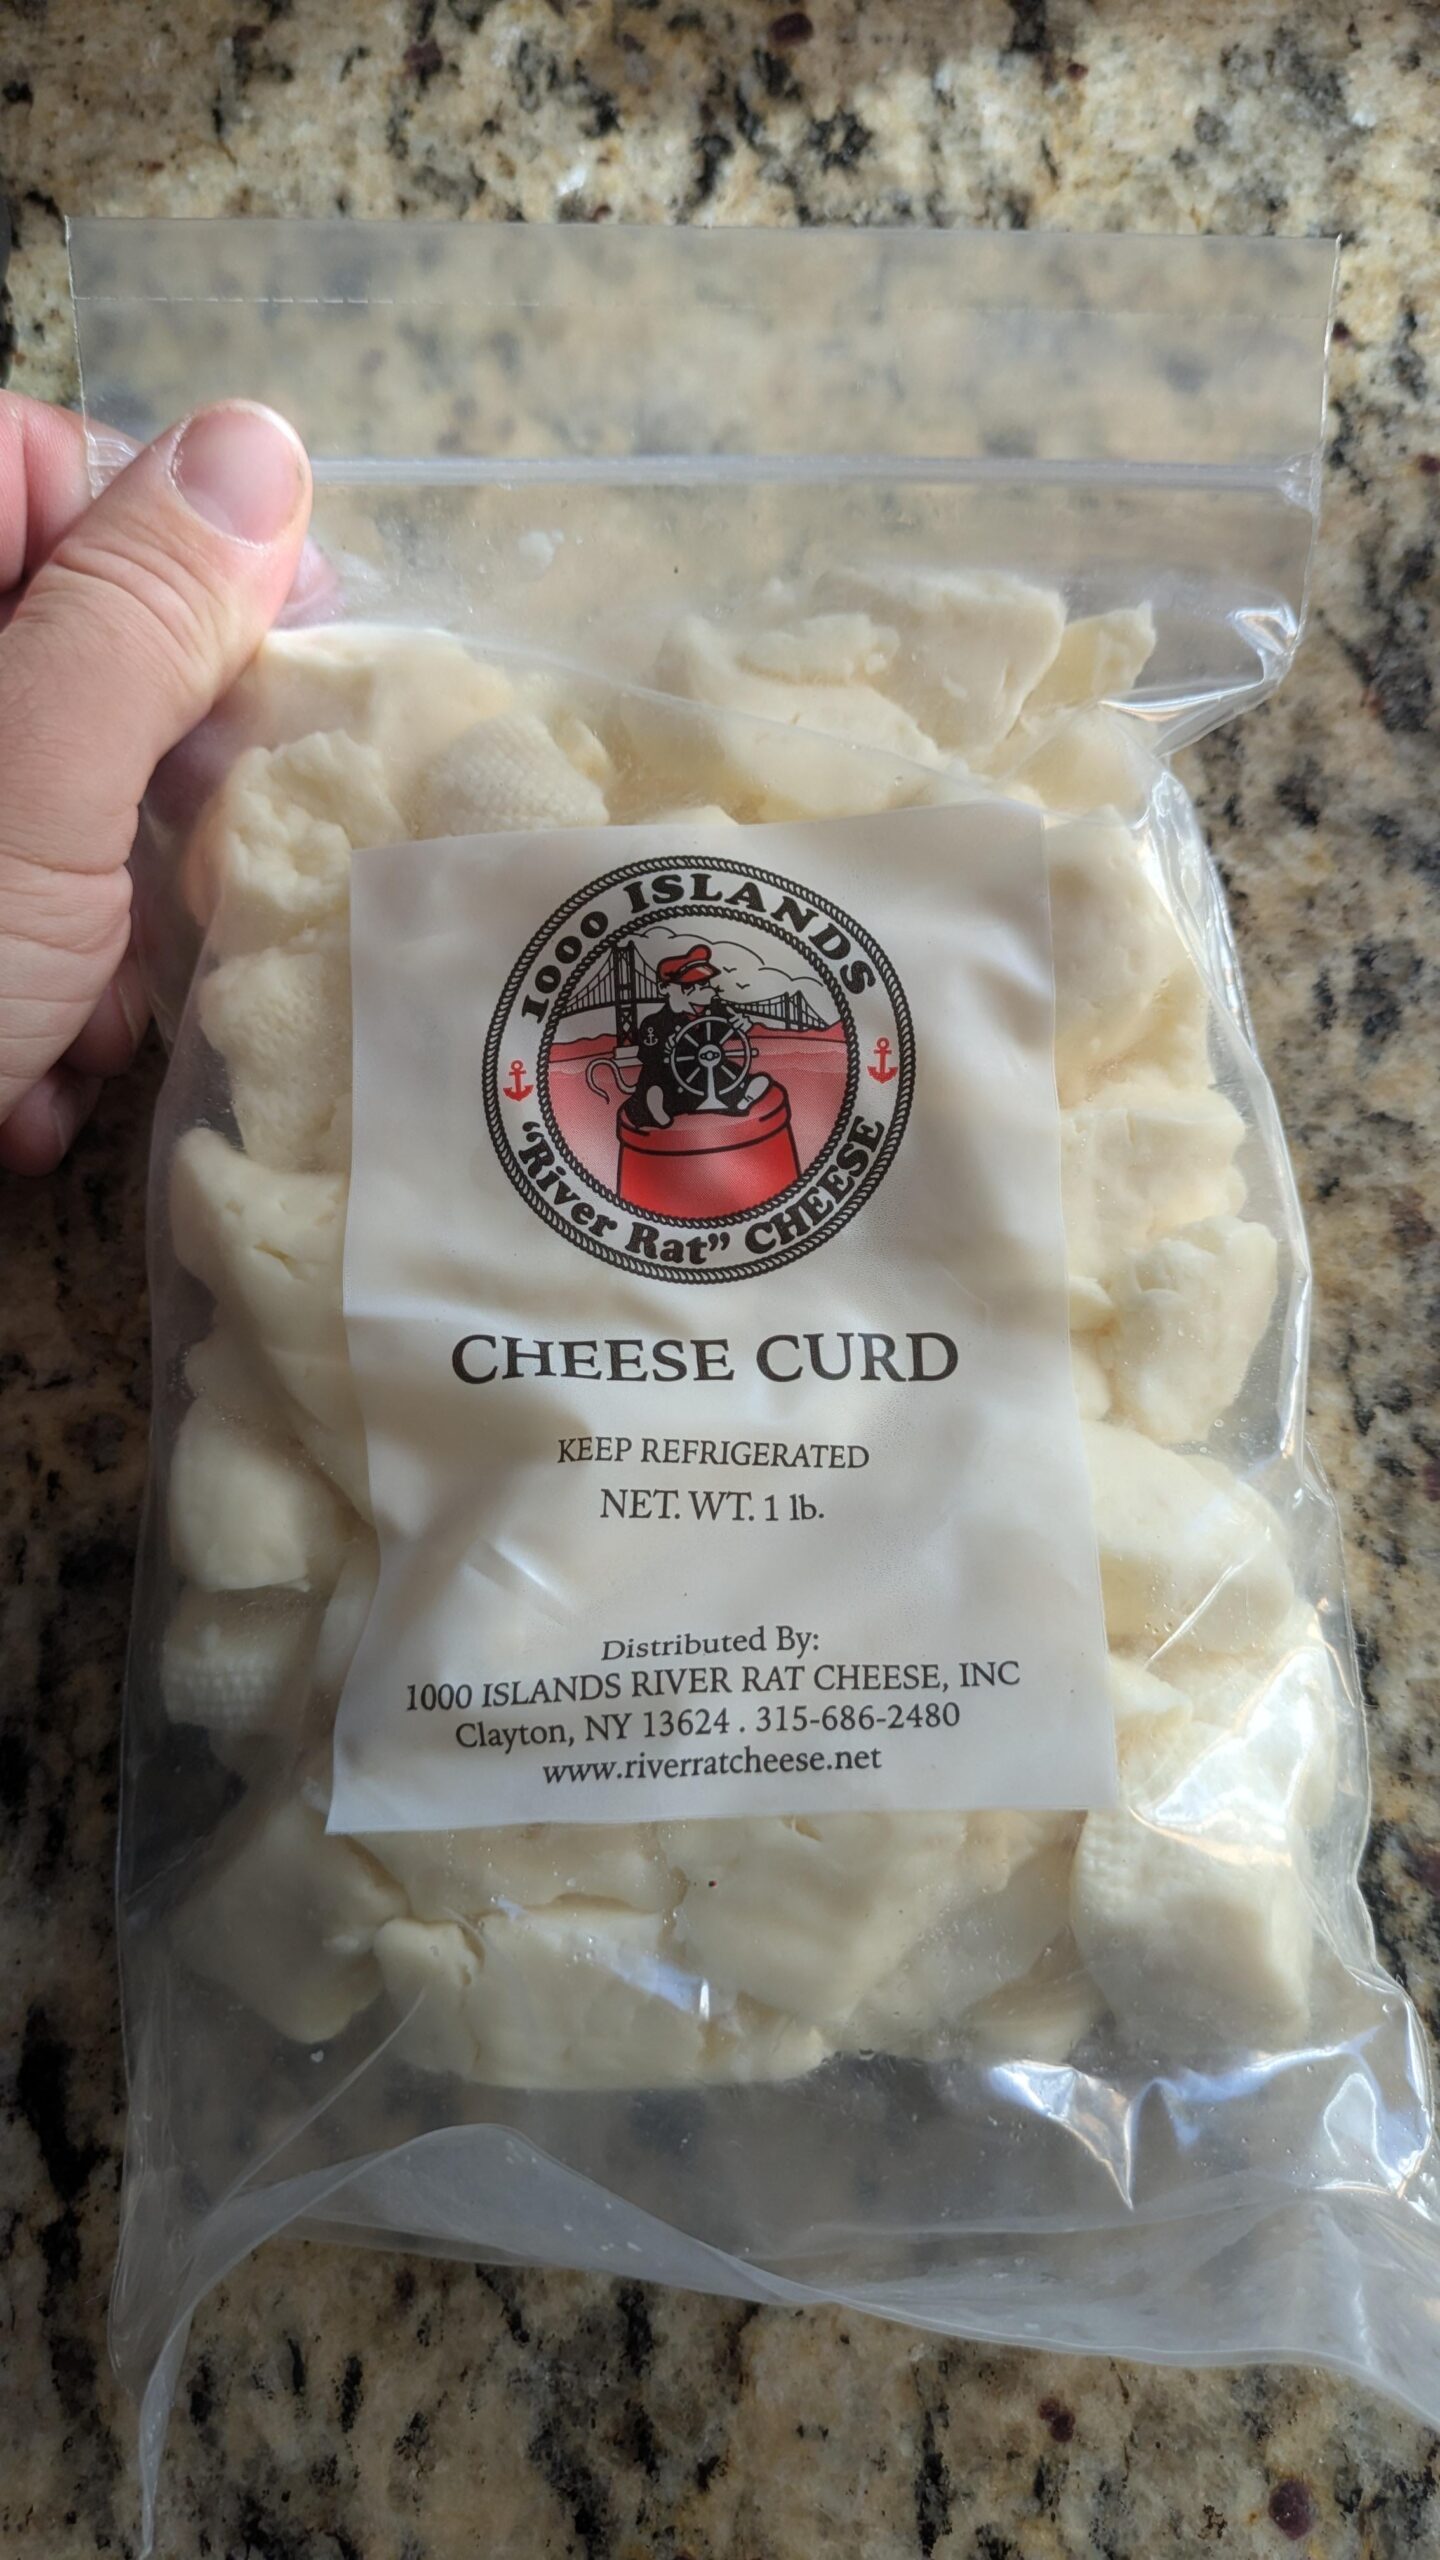 1000 ISLANDS
"River Rat" CHEESE
CHEESE CURD
KEEP REFRIGERATED
NET. WT. 1 lb.
Distributed By:
1000 ISLANDS RIVER RAT CHEESE, INC
Clayton, NY 13624 . 315-686-2480
www.riverratcheese.net